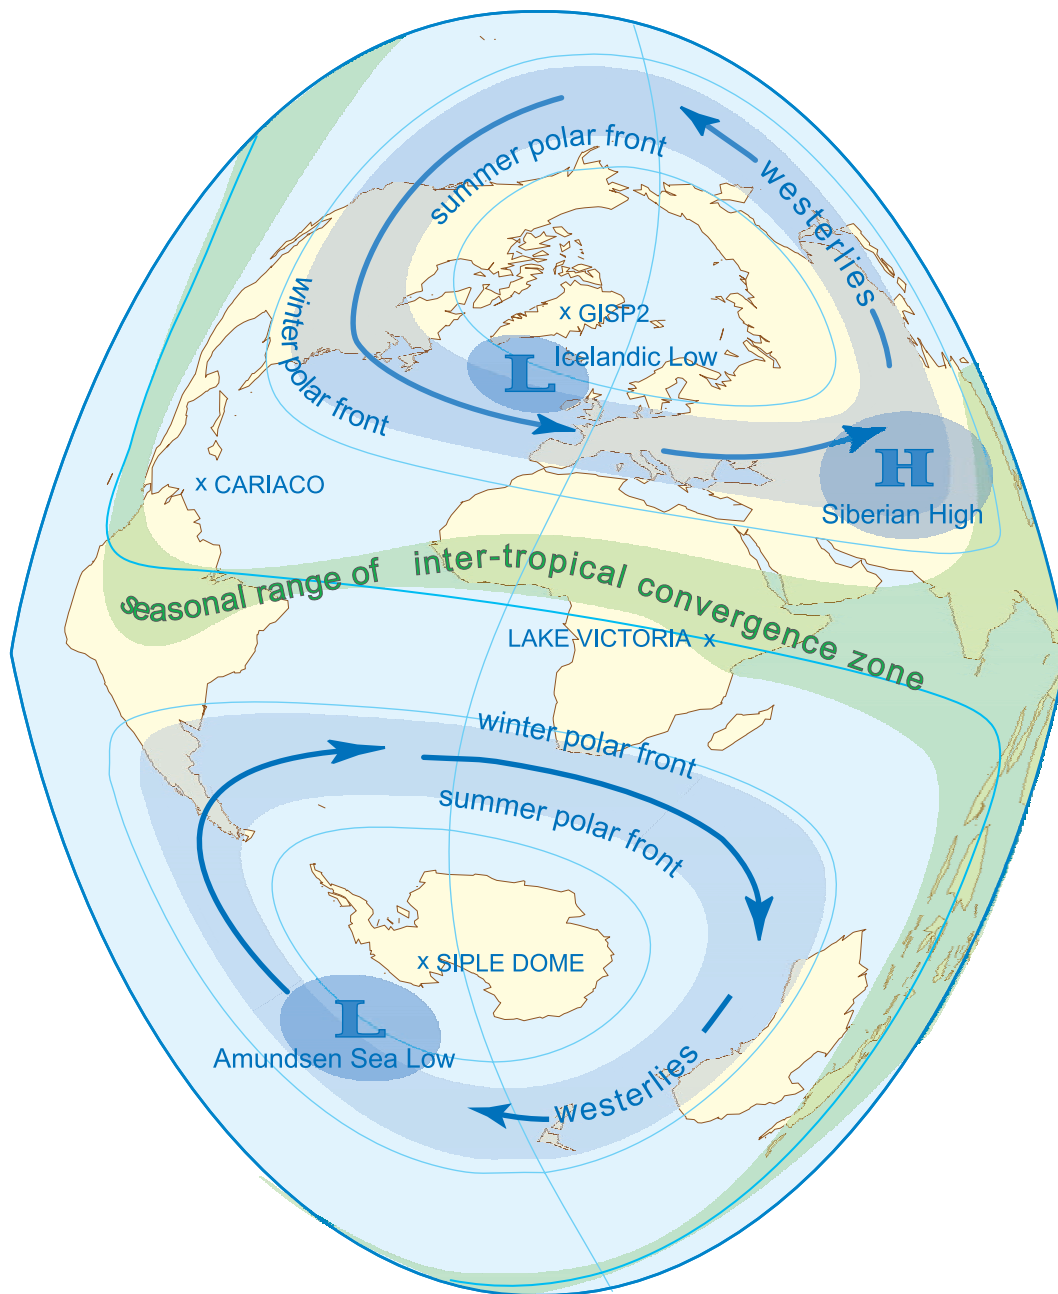 summer polar front
westerlies
winter polar front
x GISP2
L
Icelandic Low
H
Siberian High
x CARIACO
seasonal range of inter-tropical convergence zone
LAKE VICTORIA x
winter polar front
summer polar front
x SIPLE DOME
L
Amundsen Sea Low
westerlies